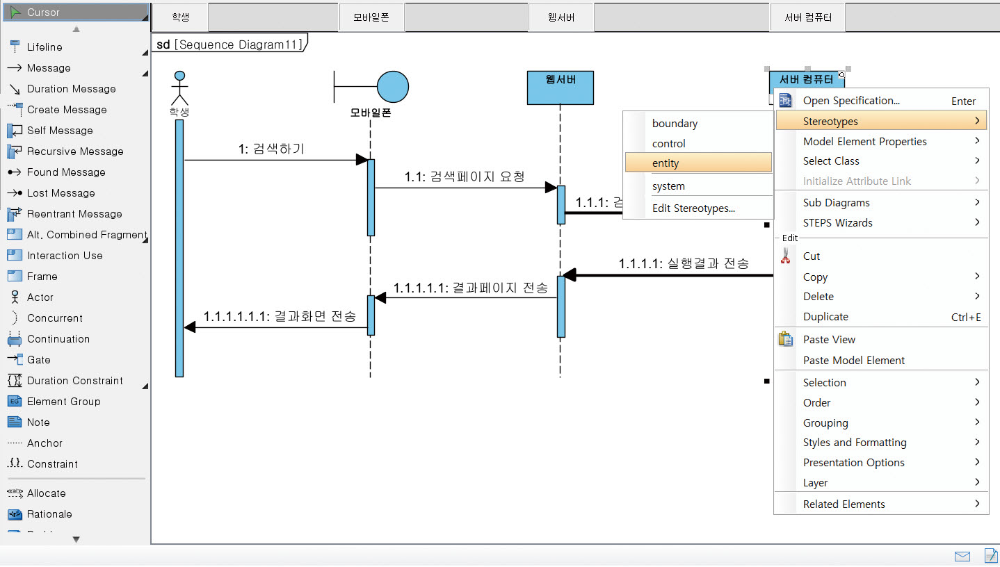 Cursor
Lifeline
Message
Duration Message
Create Message
Self Message
Recursive Message
Found Message
Lost Message
Reentrant Message
Alt. Combined Fragment
Interaction Use
Frame
Actor
Concurrent
Continuation
Gate
Duration Constraint
EG Element Group
Note
Anchor
Constraint
Allocate
Rationale
학생
모바일폰
웹서버
서버 컴퓨터
sd [Sequence Diagram11]
학생
모바일폰
웹서버
서버 컴퓨터
1: 검색하기
1.1: 검색페이지 요청
1.1.1: 검
1.1.1.1: 실행결과 전송
1.1.1.1.1: 결과페이지 전송
1.1.1.1.1.1: 결과화면 전송
boundary
control
entity
system
Edit Stereotypes...
Open Specification... Enter
Stereotypes
Model Element Properties
Select Class
Initialize Attribute Link
Sub Diagrams
STEPS Wizards
Edit
Cut
Copy
Delete
Duplicate Ctrl+E
Paste View
Paste Model Element
Selection
Order
Grouping
Styles and Formatting
Presentation Options
Layer
Related Elements